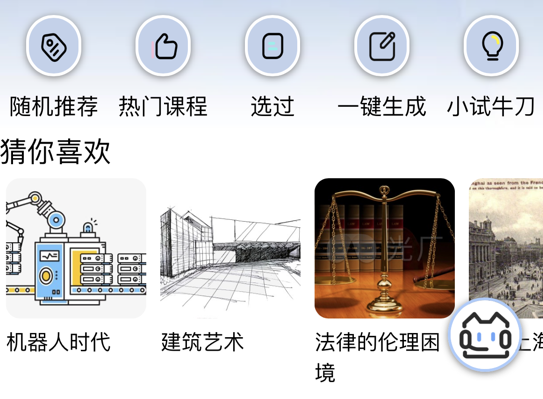 随机推荐 热门课程 选过 一键生成 小试牛刀
猜你喜欢
机器人时代 建筑艺术 法律的伦理困境 上海